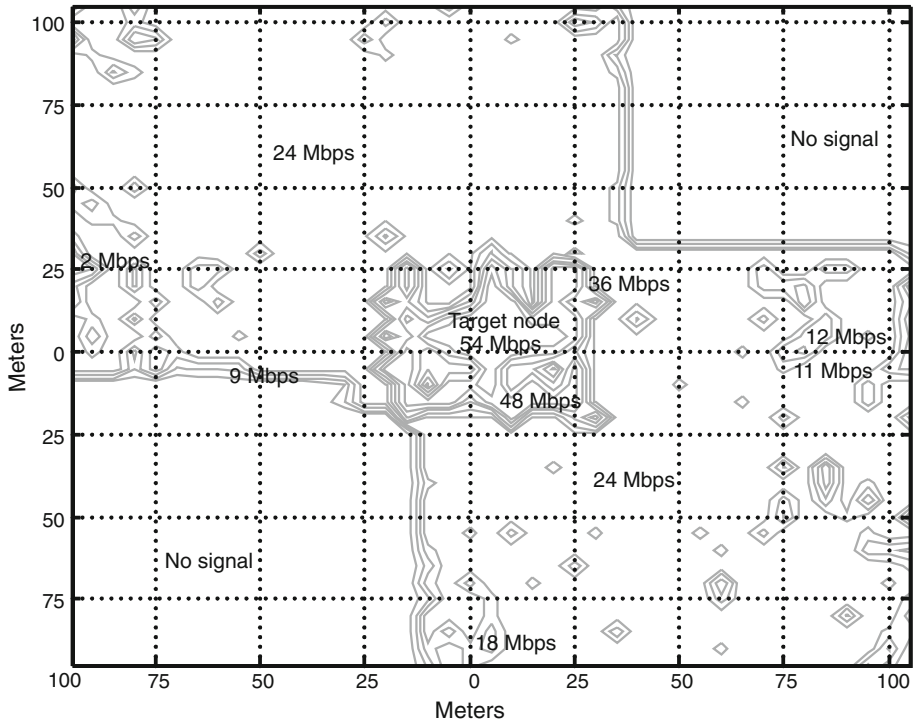 100
75
No signal
24 Mbps
50
2 Mbps
25
36 Mbps
Target node
12 Mbps
54 Mbps
0
11 Mbps
9 Mbps
48 Mbps
25
24 Mbps
50
No signal
75
18 Mbps
100 75 50 25 0 25 50 75 100
Meters
Meters